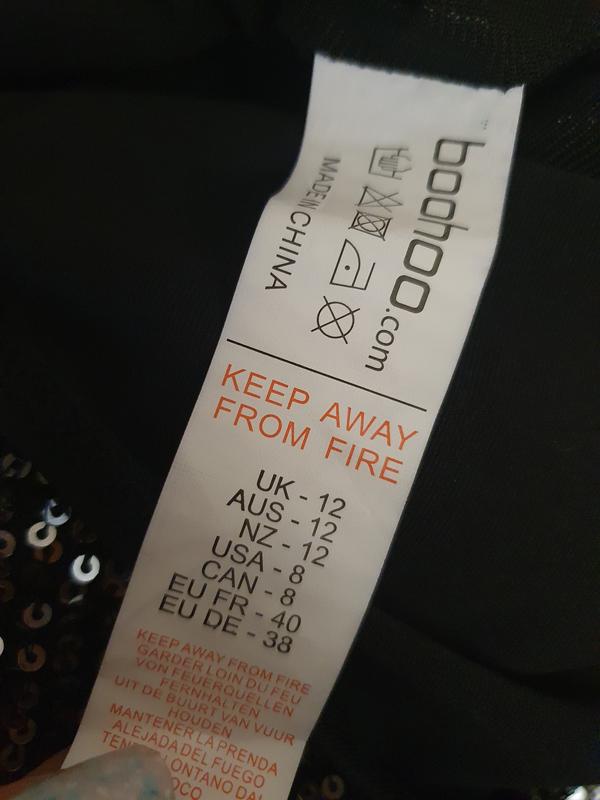 boohoo.com
MADE IN CHINA
KEEP AWAY
FROM FIRE
UK - 12
AUS - 12
NZ - 12
USA - 8
CAN - 8
EU FR - 40
EU DE - 38
KEEP AWAY FROM FIRE
GARDER LOIN DU FEU
VON FEUERQUELLEN
FERNHALTEN
UIT DE BUURT VAN VUUR
HOUDEN
MANTENER LA PRENDA
ALEJADA DEL FUEGO
LONTANO DAL